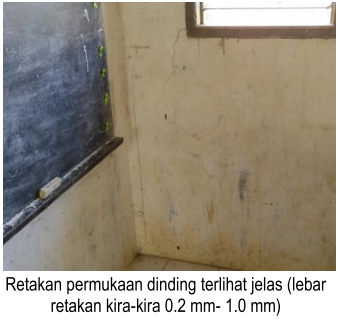 Retakan permukaan dinding terlihat jelas (lebar
retakan kira-kira 0.2 mm- 1.0 mm)